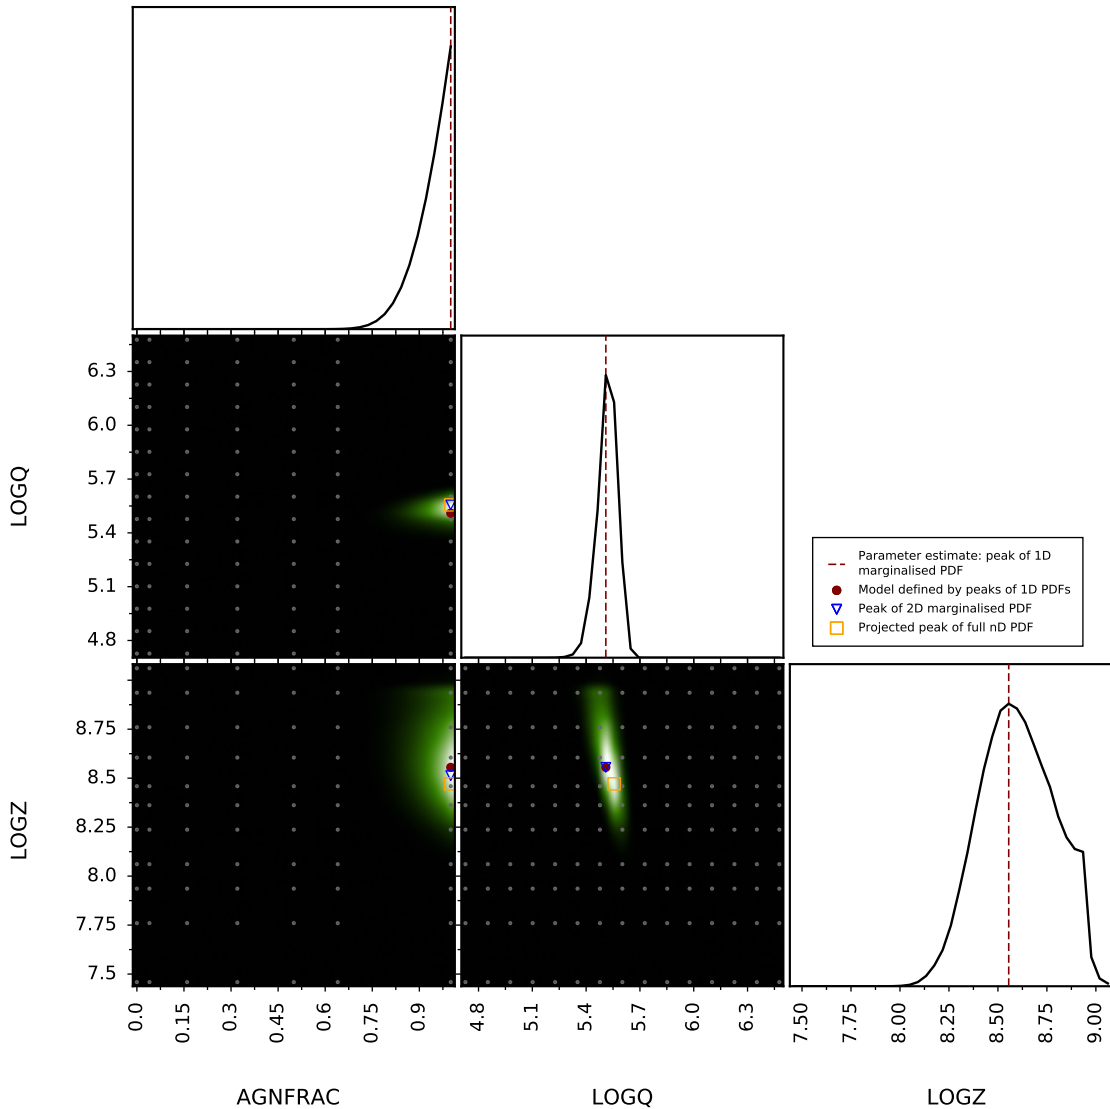 LOGQ
6.3
6.0
5.7
5.4
5.1
4.8
Parameter estimate: peak of 1D
marginalised PDF
Model defined by peaks of 1D PDFs
Peak of 2D marginalised PDF
Projected peak of full nD PDF
LOGZ
8.75
8.5
8.25
8.0
7.75
7.5
0.0 0.15 0.3 0.45 0.6 0.75 0.9
4.8 5.1 5.4 5.7 6.0 6.3
7.50 7.75 8.00 8.25 8.50 8.75 9.00
AGNFRAC
LOGQ
LOGZ